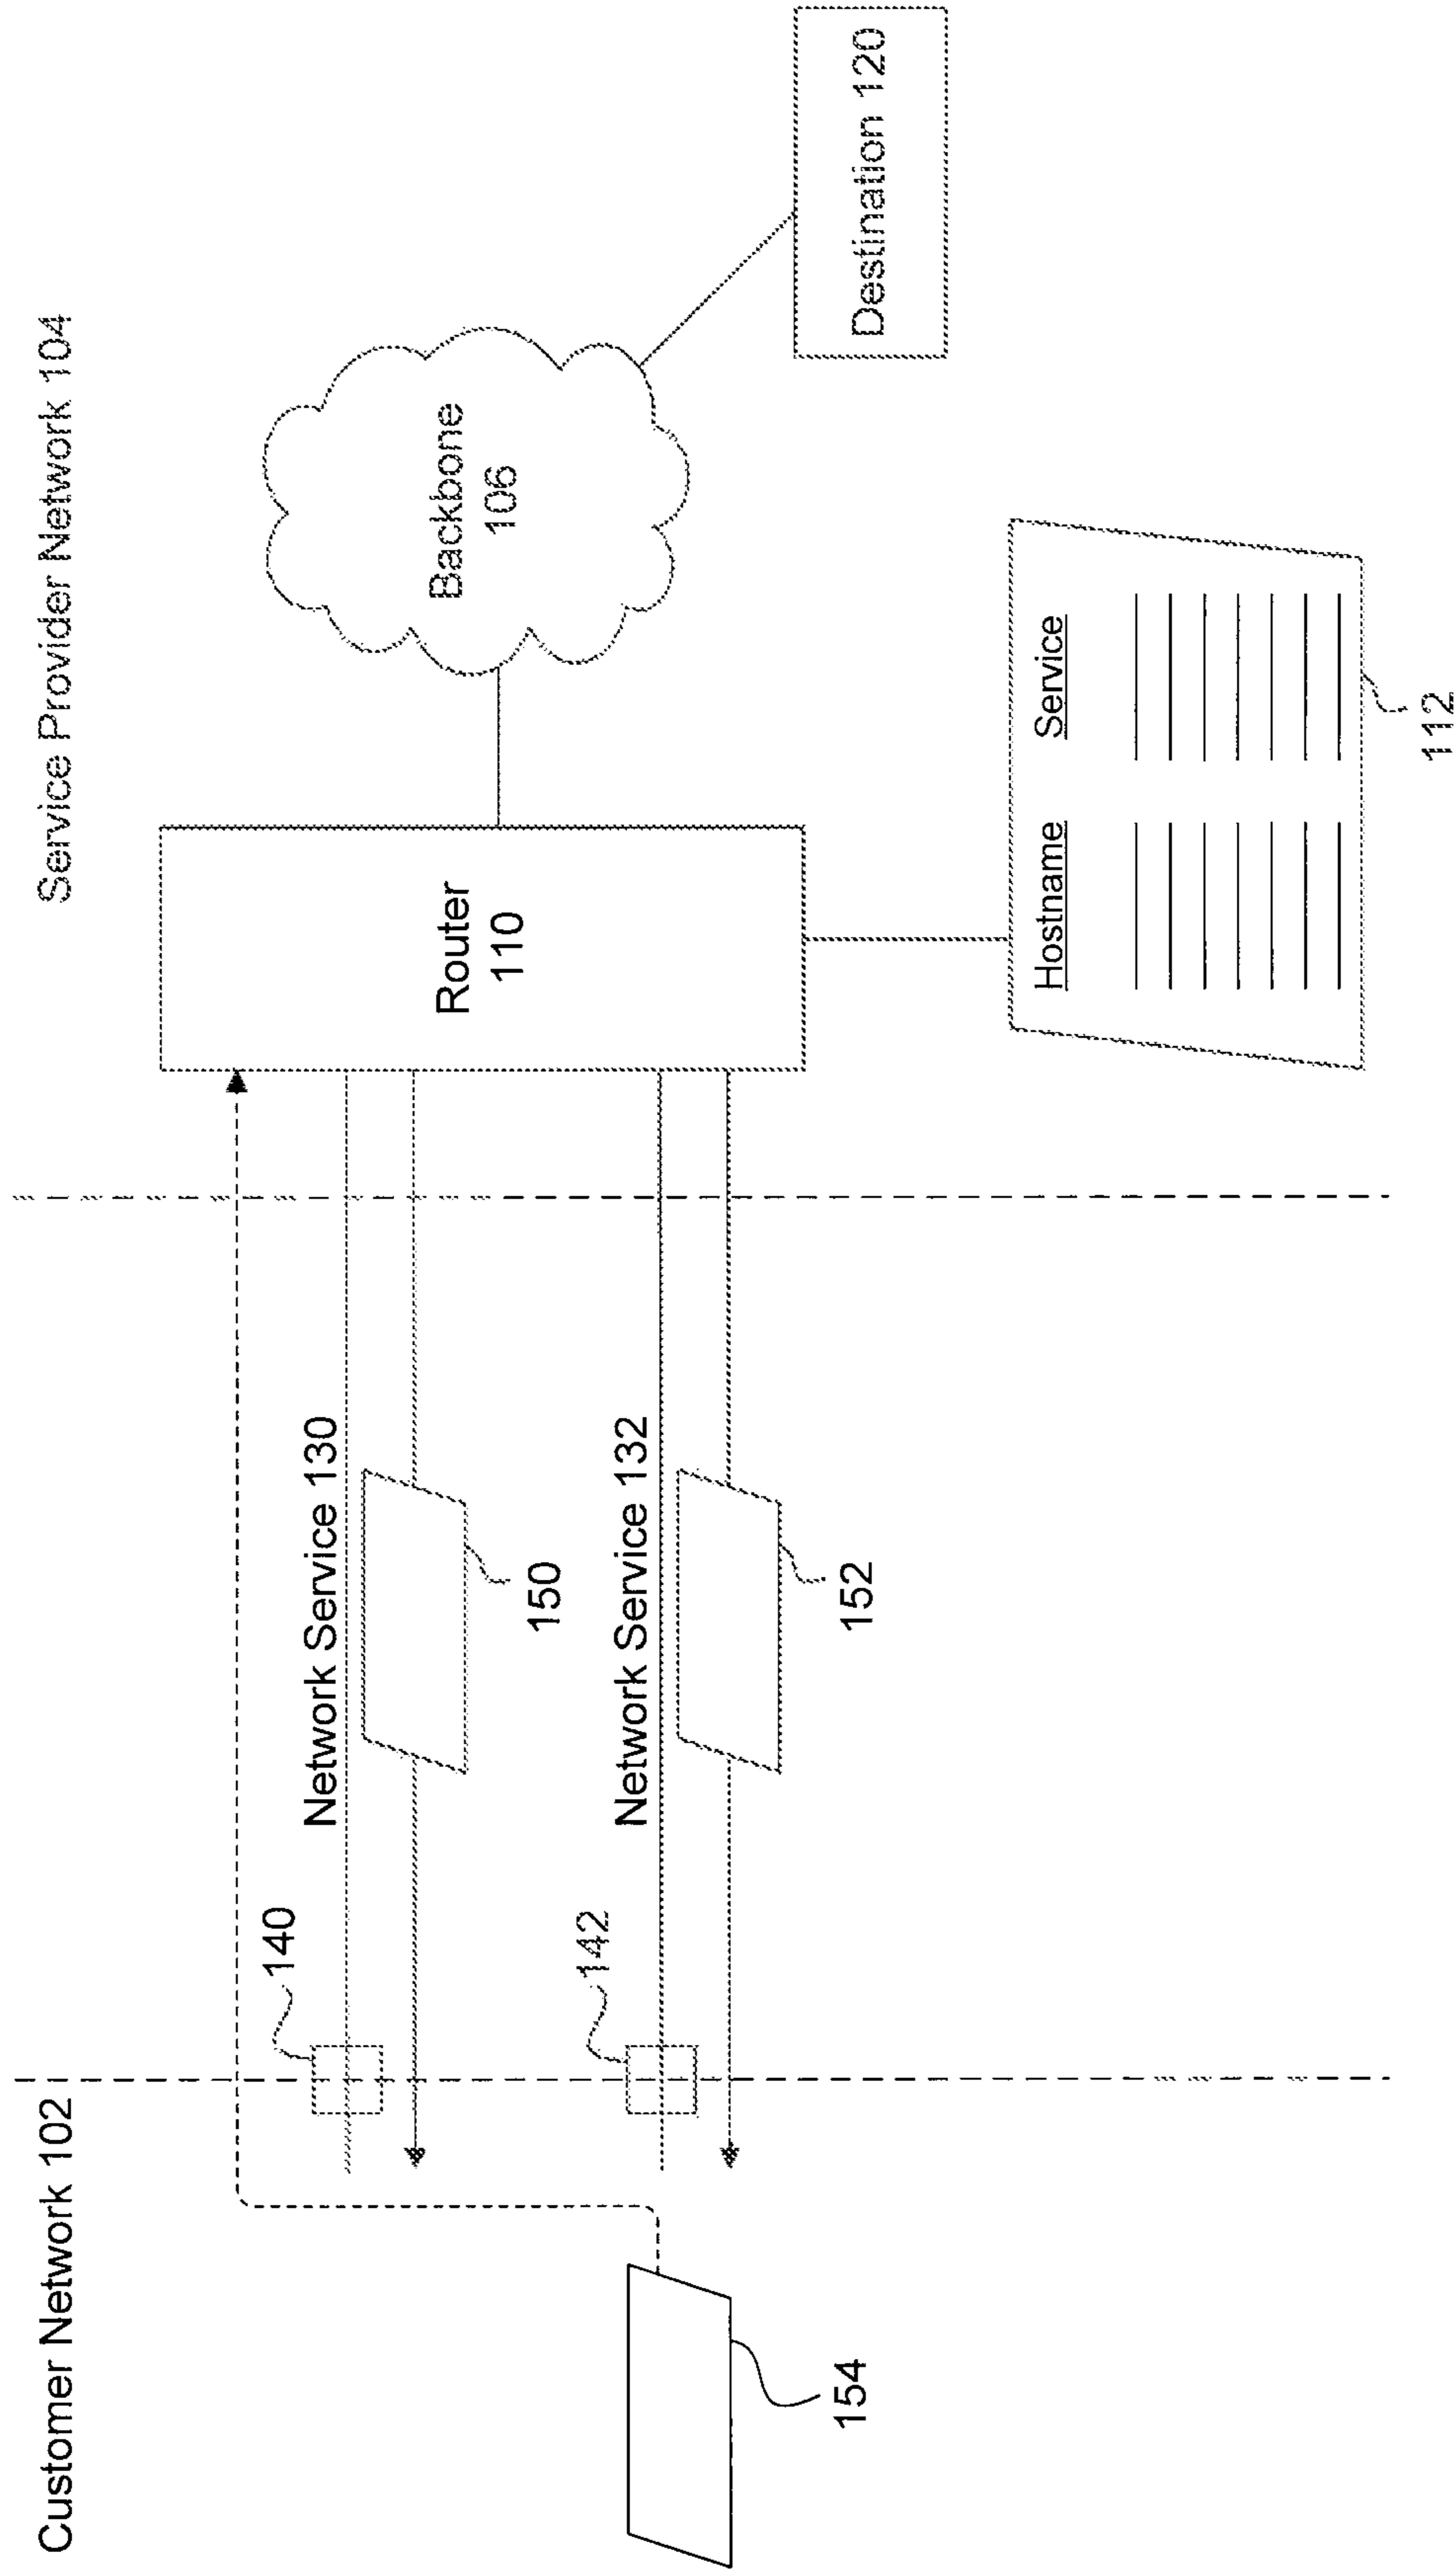 Customer Network 102
Service Provider Network 104
140
Network Service 130
150
142
Network Service 132
152
154
Router
110
Backbone
106
Destination 120
Hostname
Service
112